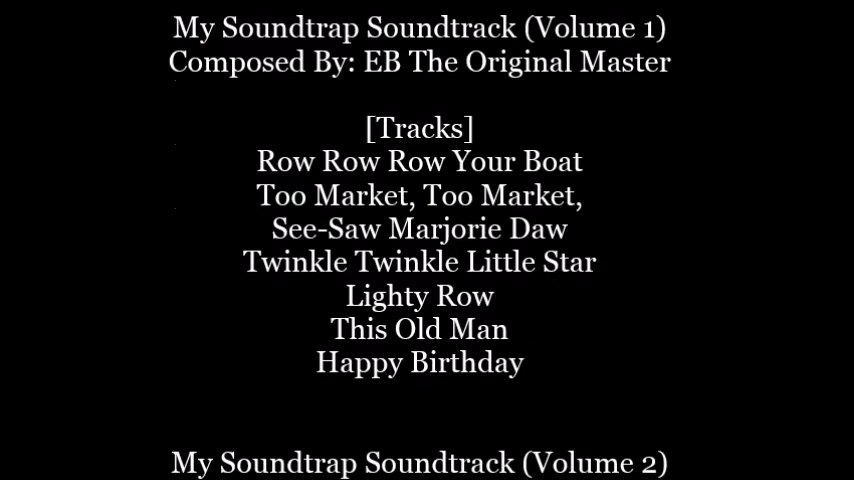 My Soundtrap Soundtrack (Volume 1)
Composed By: EB The Original Master
[Tracks]
Row Row Row Your Boat
Too Market, Too Market,
See-Saw Marjorie Daw
Twinkle Twinkle Little Star
Lighty Row
This Old Man
Happy Birthday
My Soundtrap Soundtrack (Volume 2)